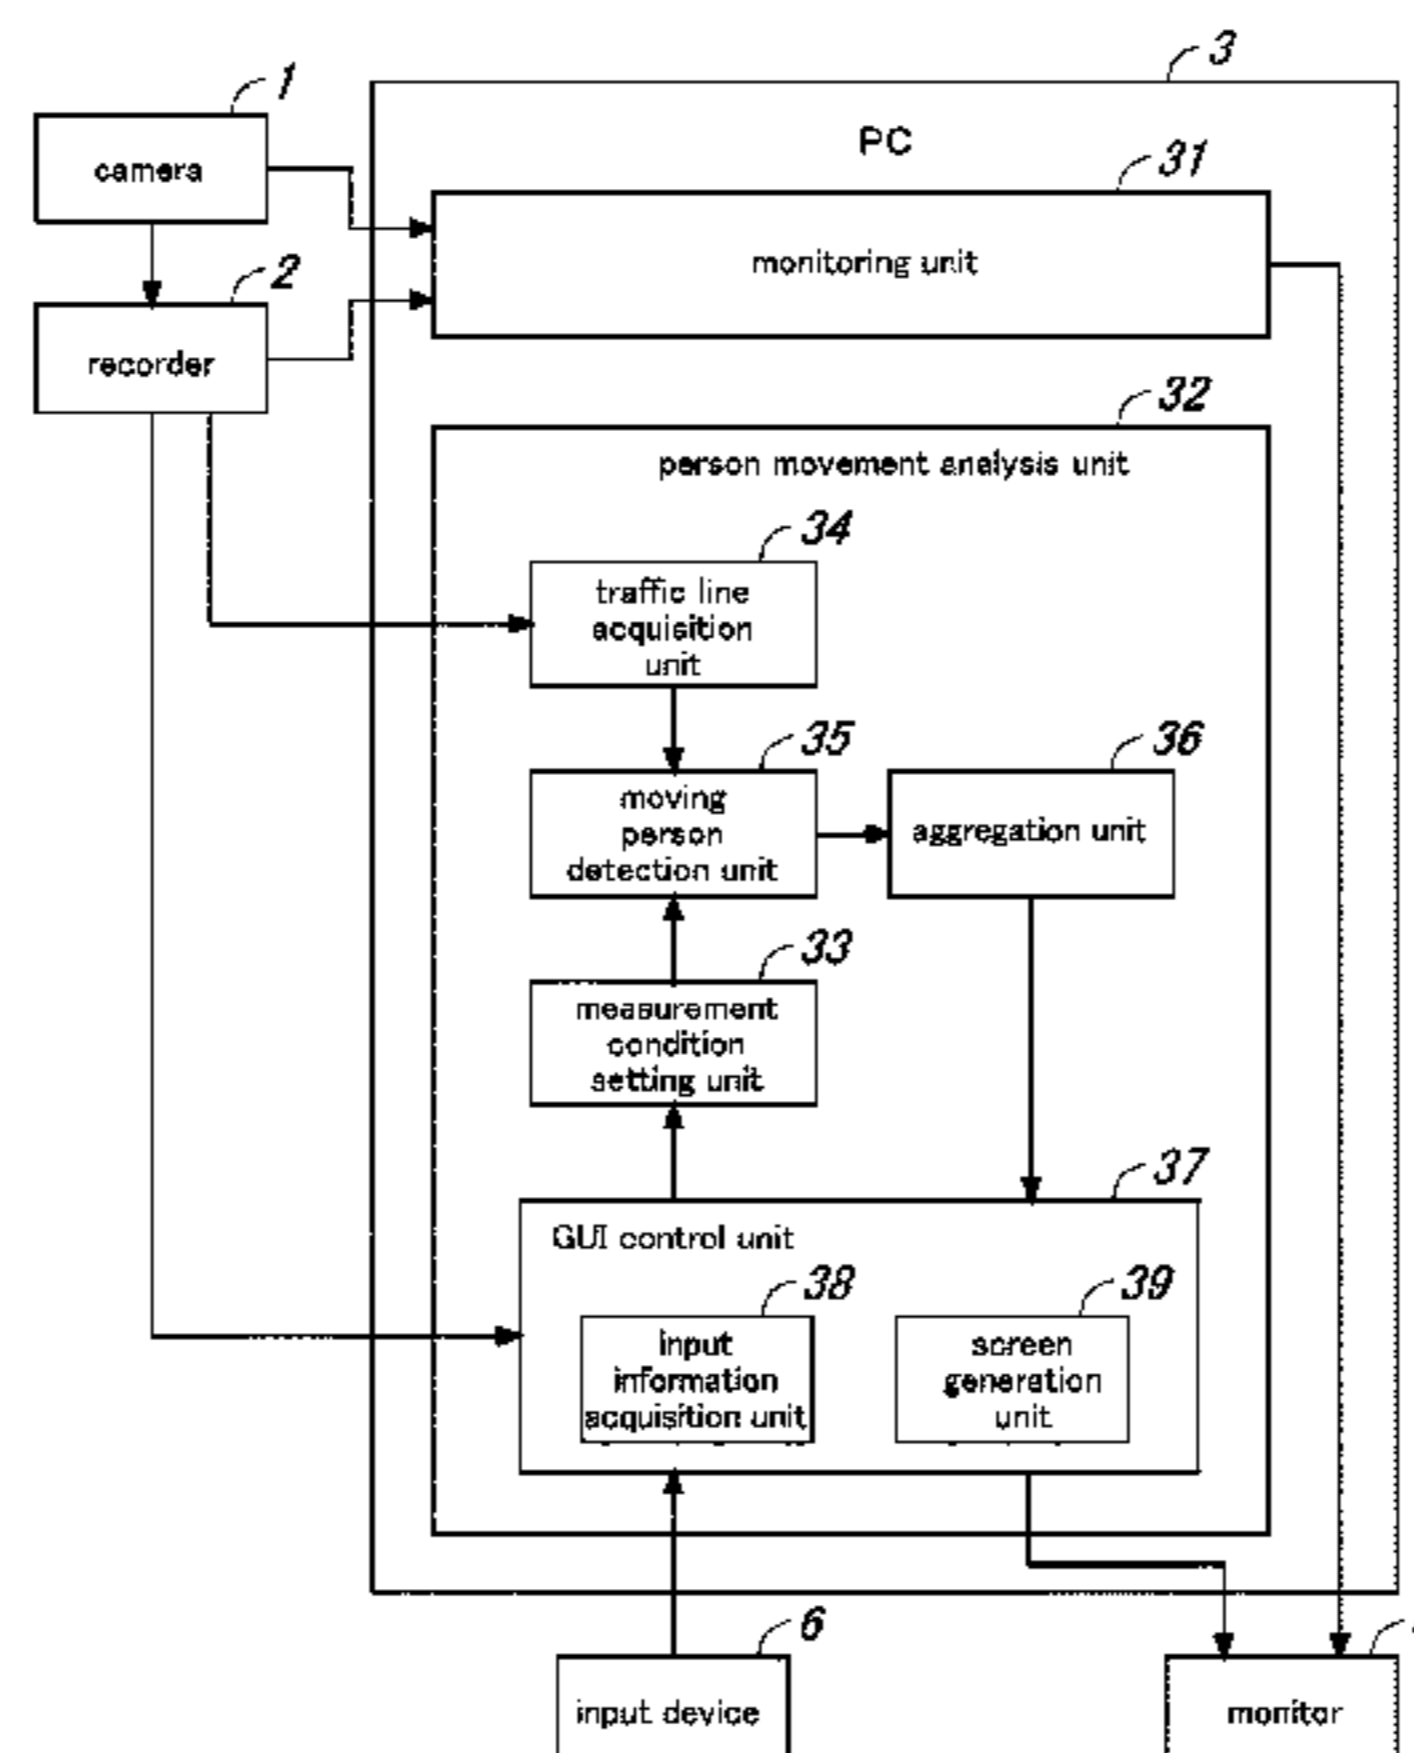 3
1
PC
camera
31
monitoring unit
2
recorder
32
person movement analysis unit
34
traffic line
acquisition
unit
35
36
moving
person
detection unit
aggregation unit
33
measurement
condition
setting unit
37
GUI control unit
38
39
input
information
acquisition unit
screen
generation
unit
6
input device
monitor